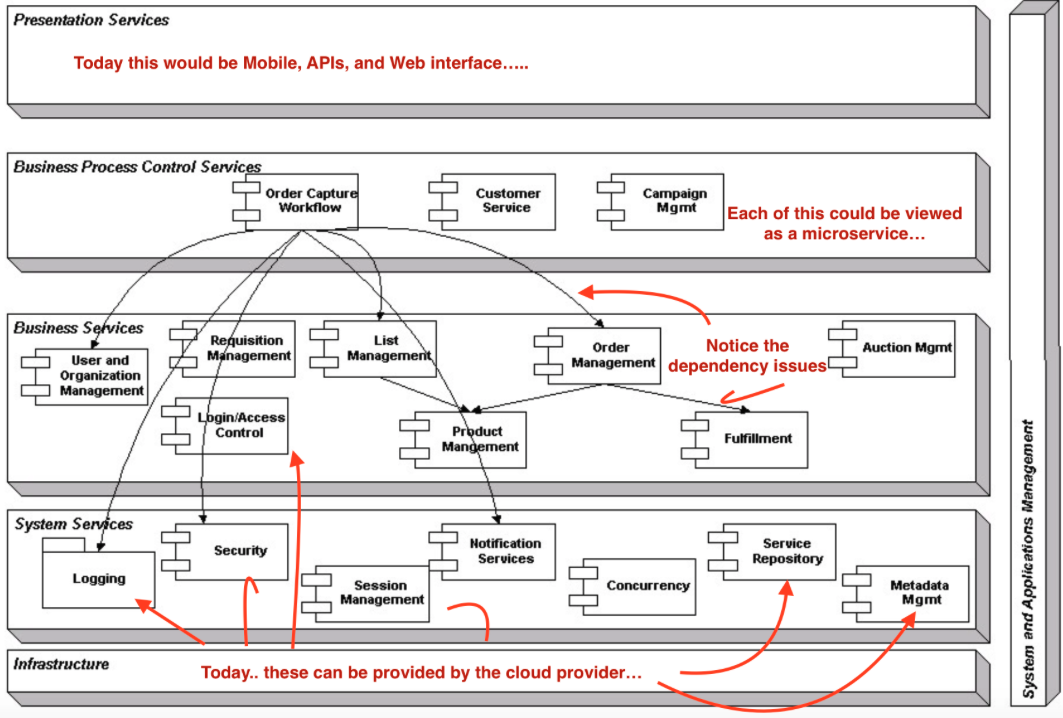 Presentation Services
Today this would be Mobile, APIs, and Web interface…..
Business Process Control Services
Order Capture
Workflow
Customer
Service
Campaign
Mgmt
Each of this could be viewed
as a microservice…
Business Services
User and
Organization
Management
Requisition
Management
List
Management
Order
Management
Notice the
dependency issues
Auction Mgmt
Login/Access
Control
Product
Mangement
Fulfillment
System Services
Logging
Security
Session
Management
Notification
Services
Concurrency
Service
Repository
Metadata
Mgmt
Infrastructure
Today.. these can be provided by the cloud provider…
System and Applications Management